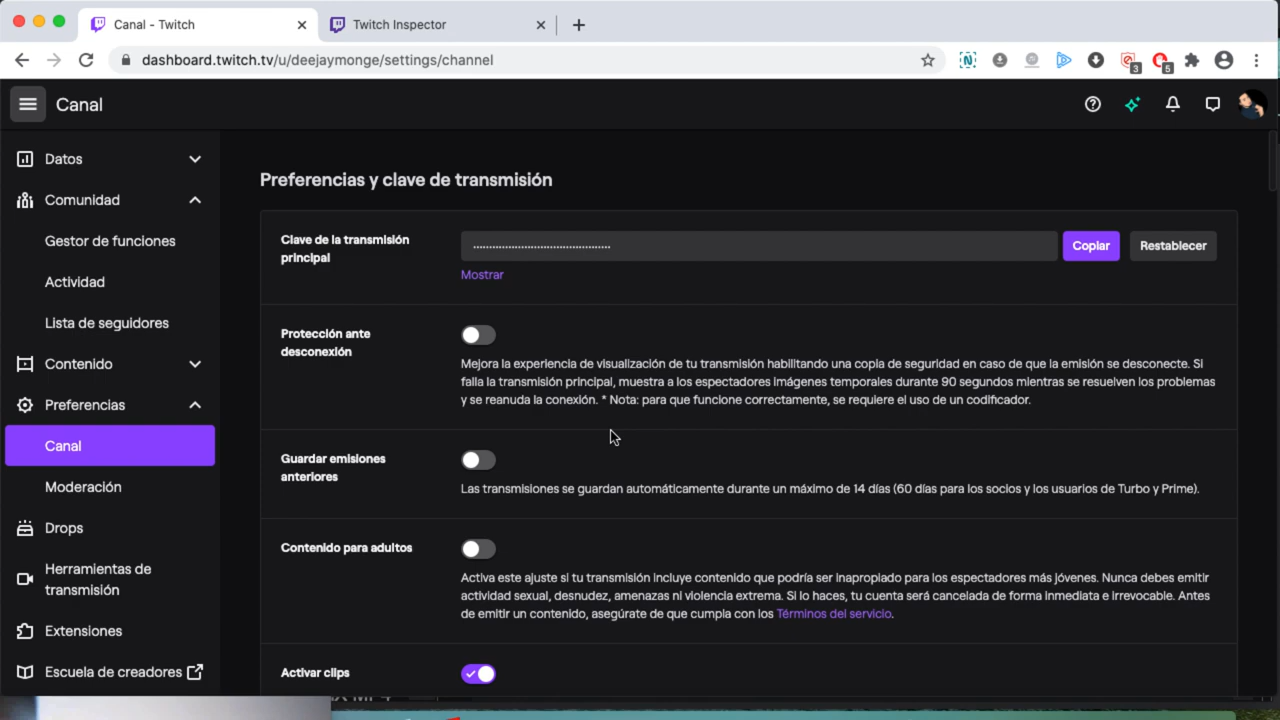 Canal - Twitch
Twitch Inspector
dashboard.twitch.tv/u/deejaymonge/settings/channel
3
5
Canal
Datos
Comunidad
Gestor de funciones
Actividad
Lista de seguidores
Contenido
Preferencias
Canal
Moderación
Drops
Herramientas de
transmisión
Extensiones
Escuela de creadores
Preferencias y clave de transmisión
Clave de la transmisión
principal
Copiar
Restablecer
Mostrar
Protección ante
desconexión
Mejora la experiencia de visualización de tu transmisión habilitando una copia de seguridad en caso de que la emisión se desconecte. Si
falla la transmisión principal, muestra a los espectadores imágenes temporales durante 90 segundos mientras se resuelven los problemas
y se reanuda la conexión. * Nota: para que funcione correctamente, se requiere el uso de un codificador.
Guardar emisiones
anteriores
Las transmisiones se guardan automáticamente durante un máximo de 14 días (60 días para los socios y los usuarios de Turbo y Prime).
Contenido para adultos
Activa este ajuste si tu transmisión incluye contenido que podría ser inapropiado para los espectadores más jóvenes. Nunca debes emitir
actividad sexual, desnudez, amenazas ni violencia extrema. Si lo haces, tu cuenta será cancelada de forma inmediata e irrevocable. Antes
de emitir un contenido, asegúrate de que cumpla con los Términos del servicio.
Activar clips